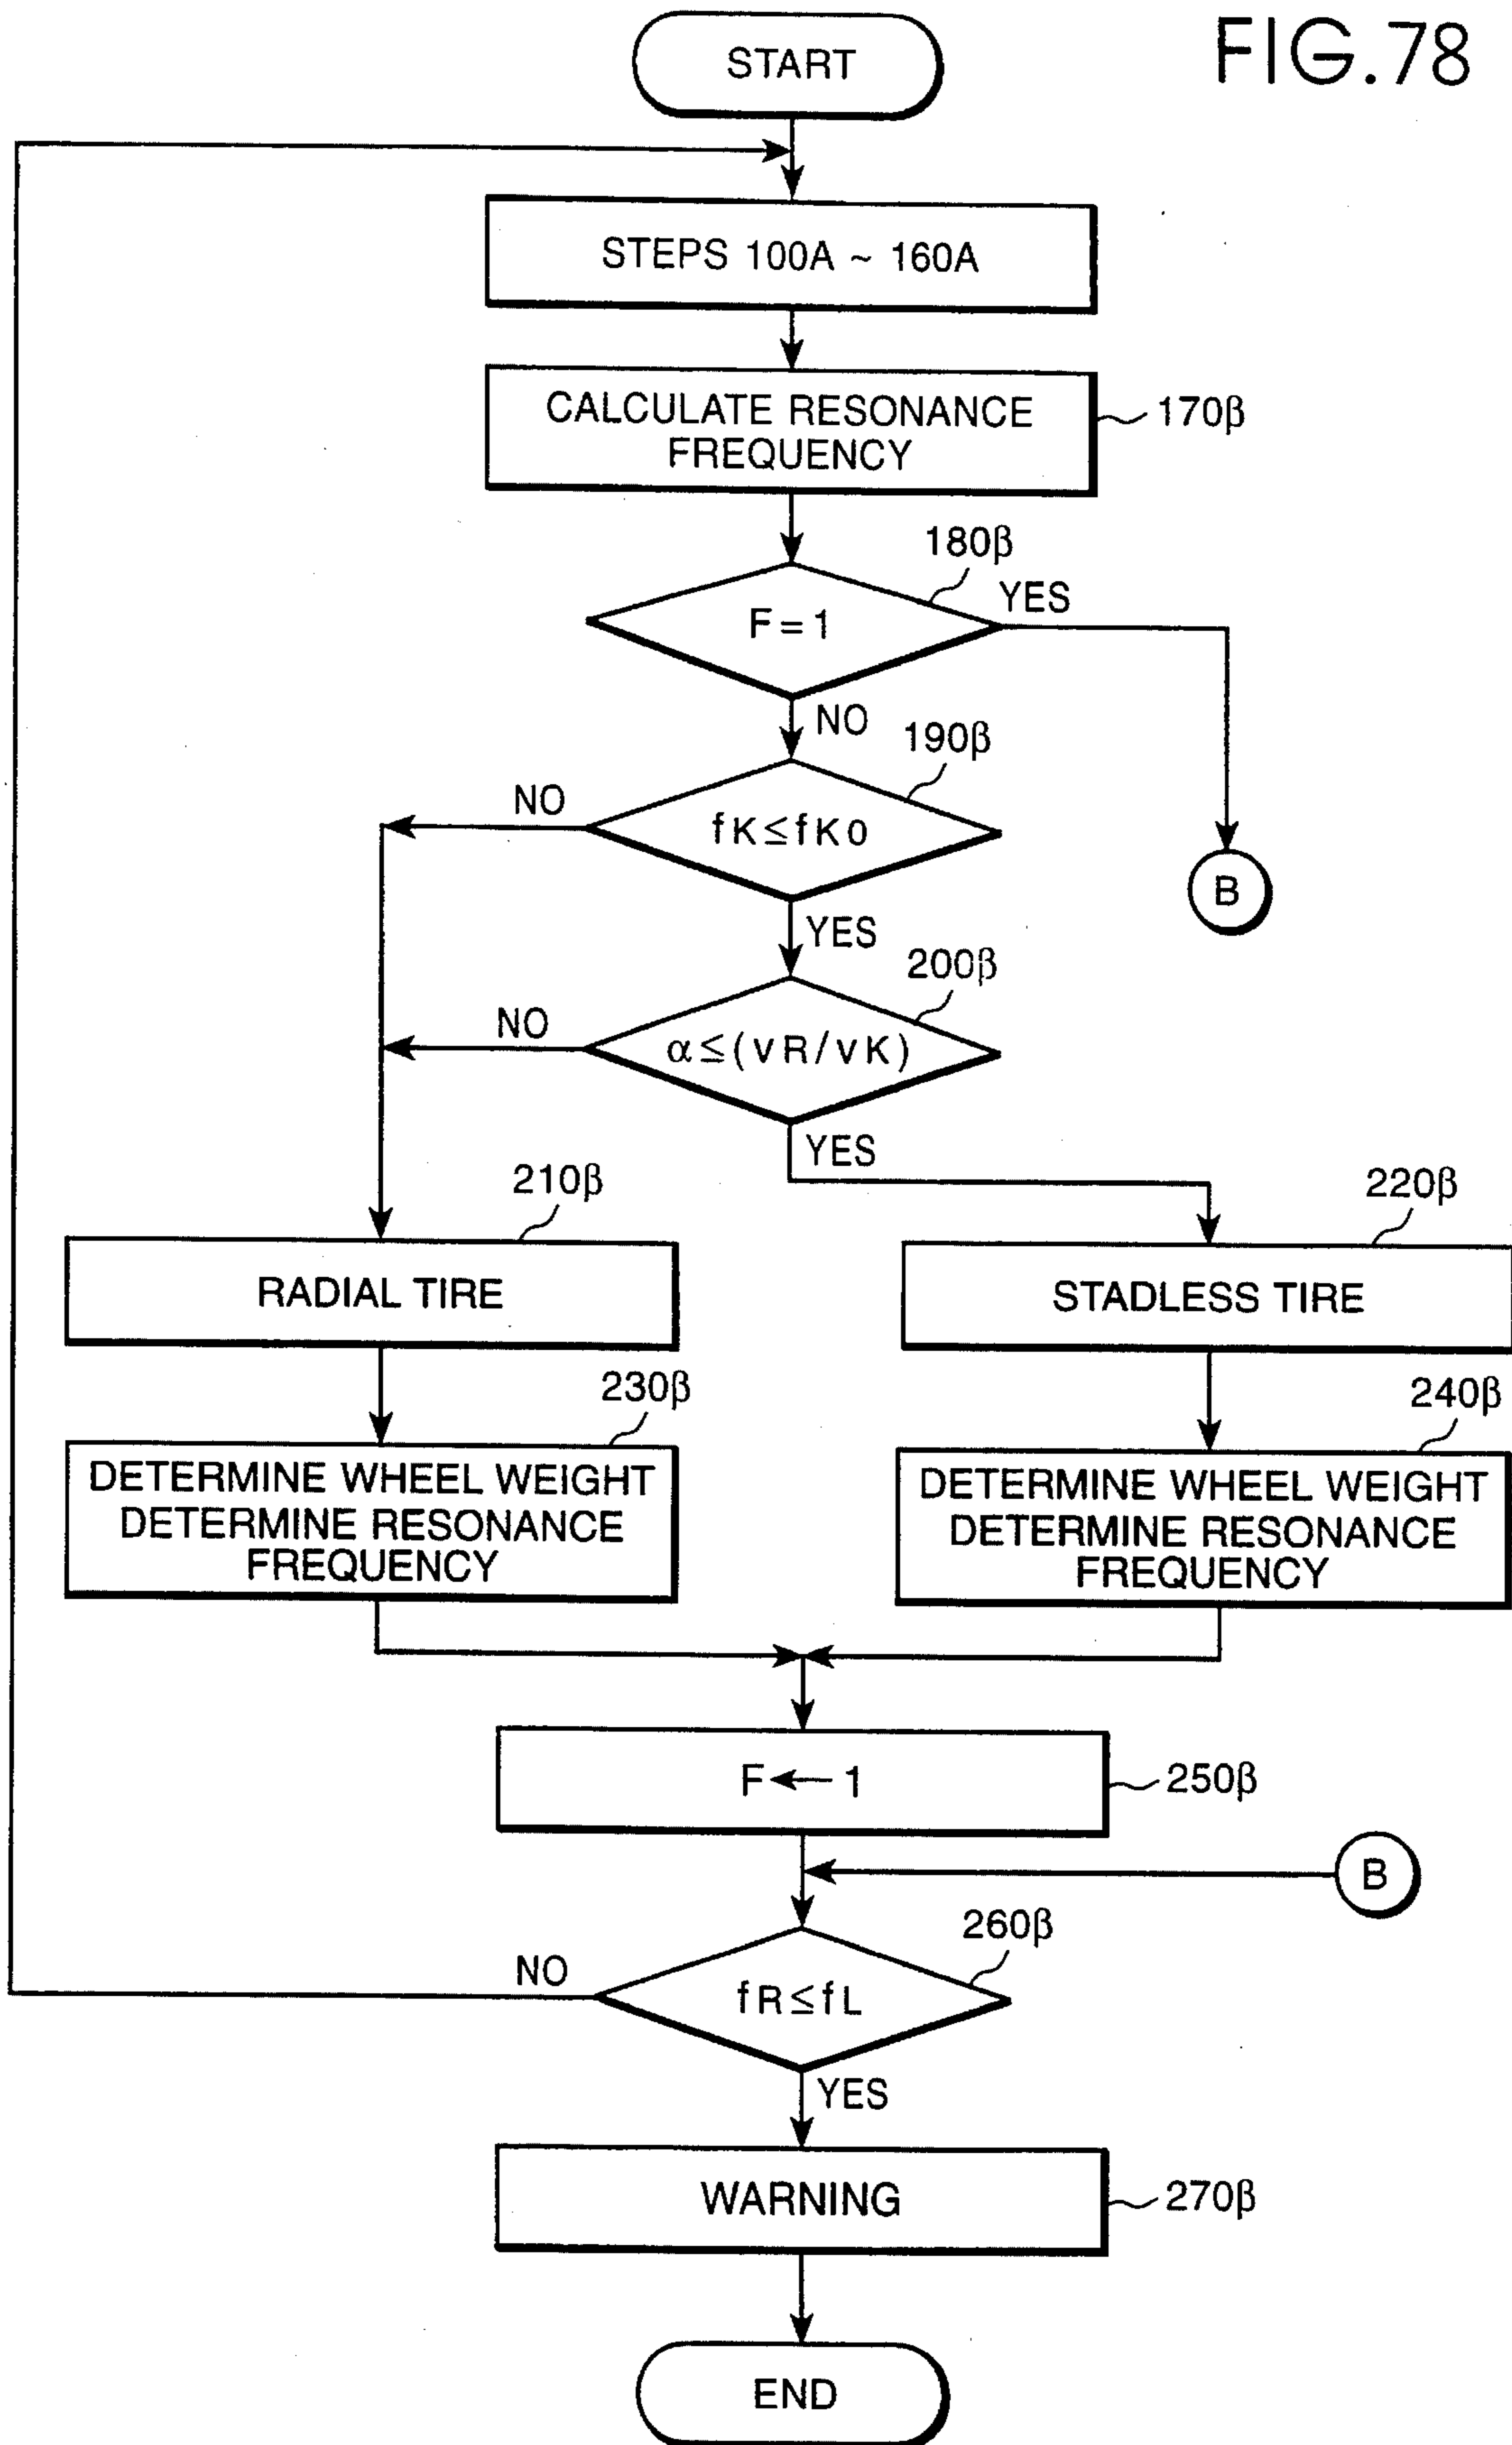 FIG.78
START
STEPS 100A ~ 160A
CALCULATE RESONANCE
FREQUENCY
170β
180β
F = 1
YES
NO
190β
NO
fK≤fK0
B
YES
200β
NO
α≤(vR/vK)
YES
210β
220β
RADIAL TIRE
STADLESS TIRE
230β
240β
DETERMINE WHEEL WEIGHT
DETERMINE RESONANCE
FREQUENCY
DETERMINE WHEEL WEIGHT
DETERMINE RESONANCE
FREQUENCY
F ← 1
250β
B
260β
NO
fR≤fL
YES
WARNING
270β
END